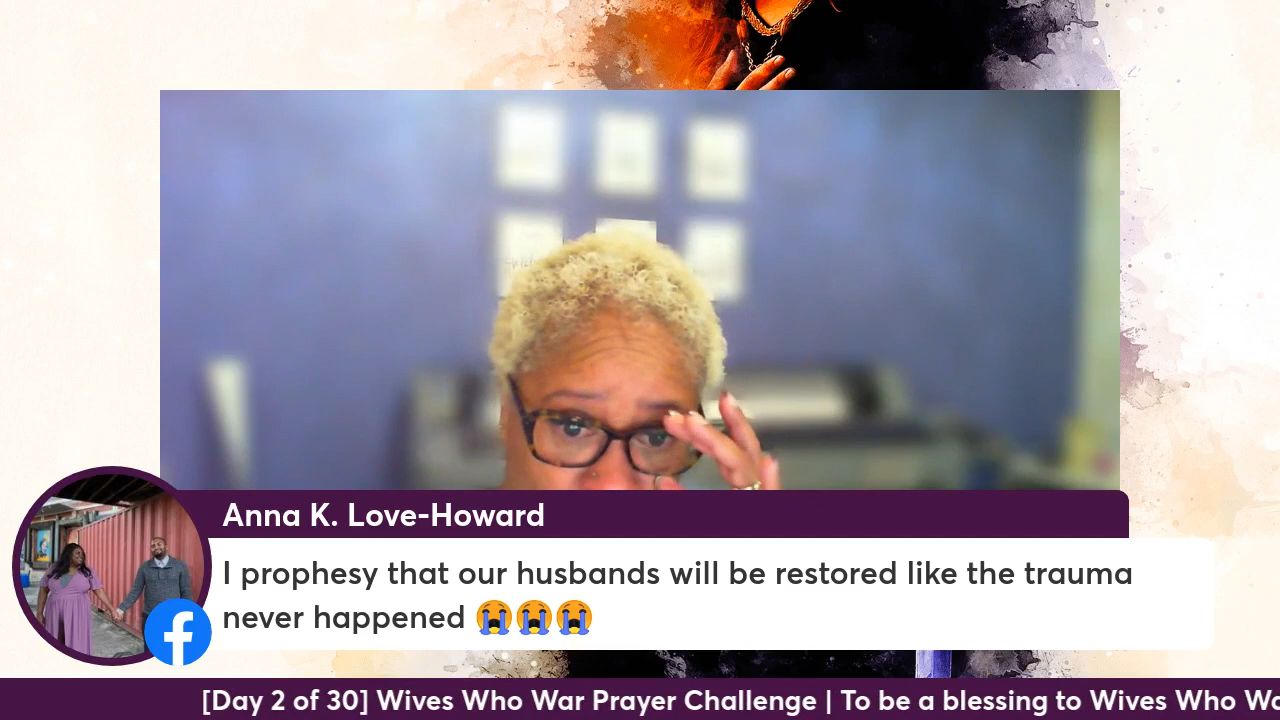 Anna K. Love-Howard
I prophesy that our husbands will be restored like the trauma
never happened 😭😭😭
[Day 2 of 30] Wives Who War Prayer Challenge | To be a blessing to Wives Who